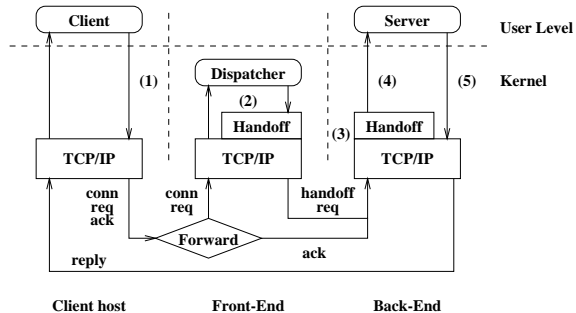 Client
Server
User Level
(1)
Dispatcher
(4)
(5)
Kernel
(2)
Handoff
(3)
Handoff
TCP/IP
TCP/IP
TCP/IP
conn
req
ack
conn
req
handoff
req
Forward
reply
ack
Client host
Front-End
Back-End